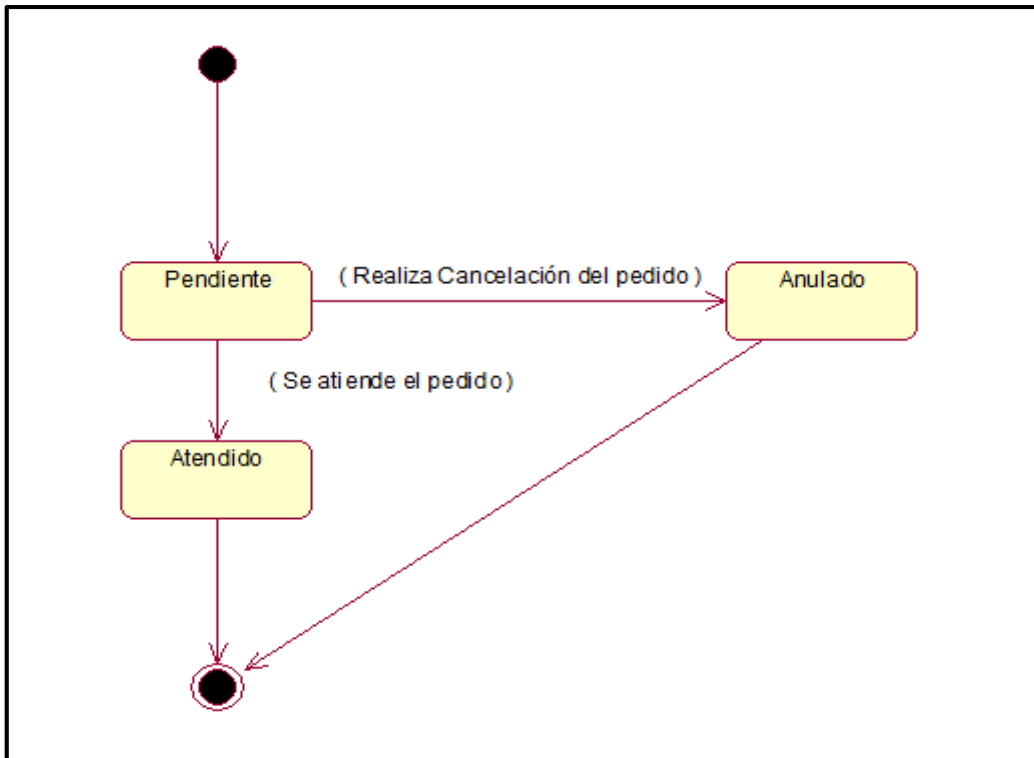 Pendiente
( Realiza Cancelación del pedido )
Anulado
( Se atiende el pedido )
Atendido